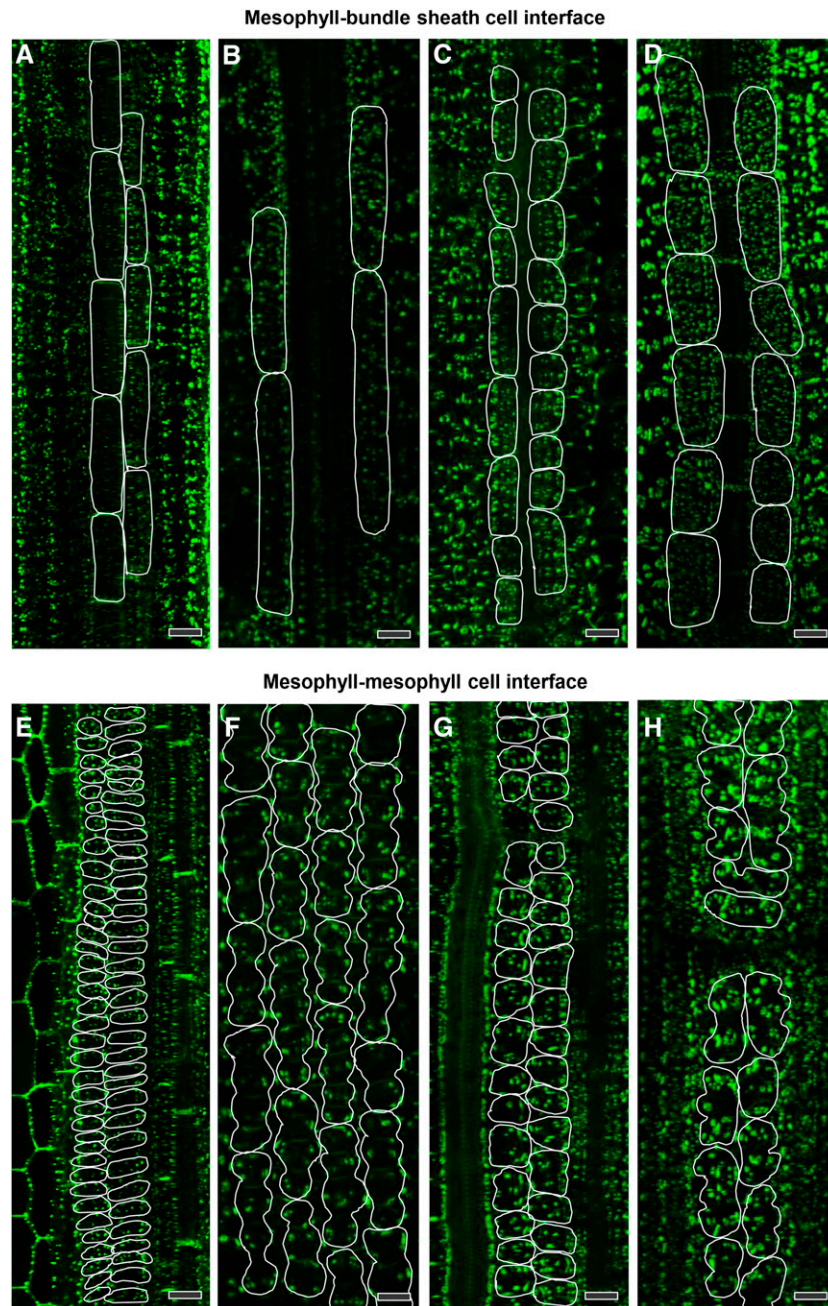 Mesophyll-bundle sheath cell interface
A B C D
Mesophyll-mesophyll cell interface
E F G H